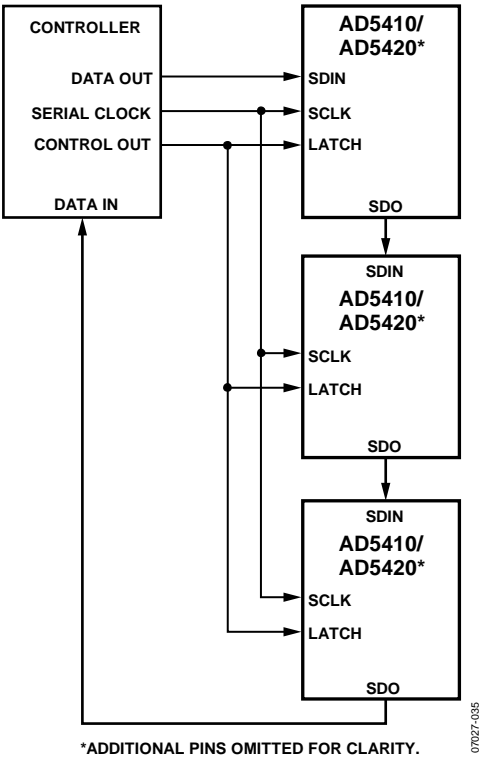 CONTROLLER
DATA OUT
SERIAL CLOCK
CONTROL OUT
DATA IN
AD5410/
AD5420*
SDIN
SCLK
LATCH
SDO
SDIN
AD5410/
AD5420*
SCLK
LATCH
SDO
SDIN
AD5410/
AD5420*
SCLK
LATCH
SDO
*ADDITIONAL PINS OMITTED FOR CLARITY.
07027-035